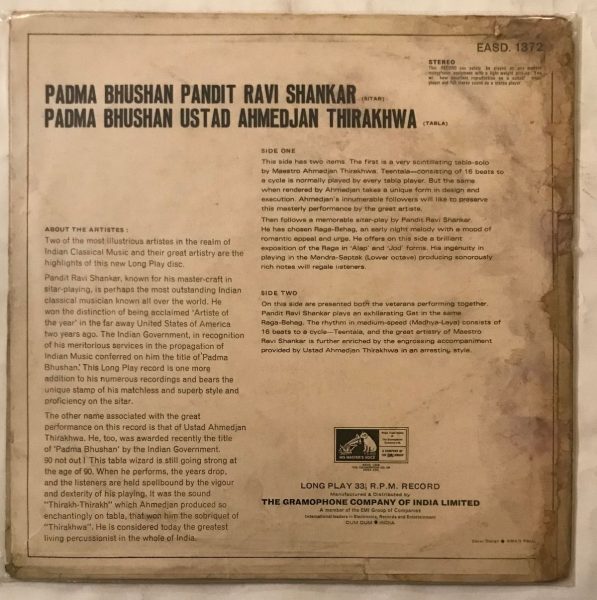 EASD. 1372
STEREO
PADMA BHUSHAN PANDIT RAVI SHANKAR (SITAR)
PADMA BHUSHAN USTAD AHMEDJAN THIRAKHWA (TABLA)
SIDE ONE
This side has two items. The first is a very scintillating tabla-solo
by Maestro Ahmedjan Thirakhwa. Teentala—consisting of 16 beats to
a cycle is normally played by every tabla player. But the same
when rendered by Ahmedjan takes a unique form in design and
execution. Ahmedjan's innumerable followers will like to preserve
this masterly performance by the great artiste.
Then follows a memorable sitar-play by Pandit Ravi Shankar.
He has chosen Raga-Behag, an early night melody with a mood of
romantic appeal and urge. He offers on this side a brilliant
exposition of the Raga in 'Alap' and 'Jod' forms. His ingenuity in
playing in the Mandra-Saptak (Lower octave) producing sonorously
rich notes will regale listeners.
SIDE TWO
On this side are presented both the veterans performing together.
Pandit Ravi Shankar plays an exhilarating Gat in the same
Raga-Behag. The rhythm in medium-speed (Madhya-Laya) consists of
16 beats to a cycle—Teentala, and the great artistry of Maestro
Ravi Shankar is further enriched by the engrossing accompaniment
provided by Ustad Ahmedjan Thirakhwa in an arresting style.
ABOUT THE ARTISTES :
Two of the most illustrious artistes in the realm of
Indian Classical Music and their great artistry are the
highlights of this new Long Play disc.
Pandit Ravi Shankar, known for his master-craft in
sitar-playing, is perhaps the most outstanding Indian
classical musician known all over the world. He
won the distinction of being acclaimed 'Artiste of
the year' in the far away United States of America
two years ago. The Indian Government, in recognition
of his meritorious services in the propagation of
Indian Music conferred on him the title of 'Padma
Bhushan.' This Long Play record is one more
addition to his numerous recordings and bears the
unique stamp of his matchless and superb style and
proficiency on the sitar.
The other name associated with the great
performance on this record is that of Ustad Ahmedjan
Thirakhwa. He, too, was awarded recently the title
of 'Padma Bhushan' by the Indian Government.
90 not out! This tabla wizard is still going strong at
the age of 90. When he performs, the years drop,
and the listeners are held spellbound by the vigour
and dexterity of his playing. It was the sound
"Thirakh-Thirakh" which Ahmedjan produced so
enchantingly on tabla, that won him the sobriquet of
"Thirakhwa". He is considered today the greatest
living percussionist in the whole of India.
HIS MASTER'S VOICE
LONG PLAY 33⅓ R.P.M. RECORD
Manufactured & Distributed by
THE GRAMOPHONE COMPANY OF INDIA LIMITED
A member of the EMI Group of Companies
International leaders in Electronics, Records and Entertainment
DUM DUM ● INDIA